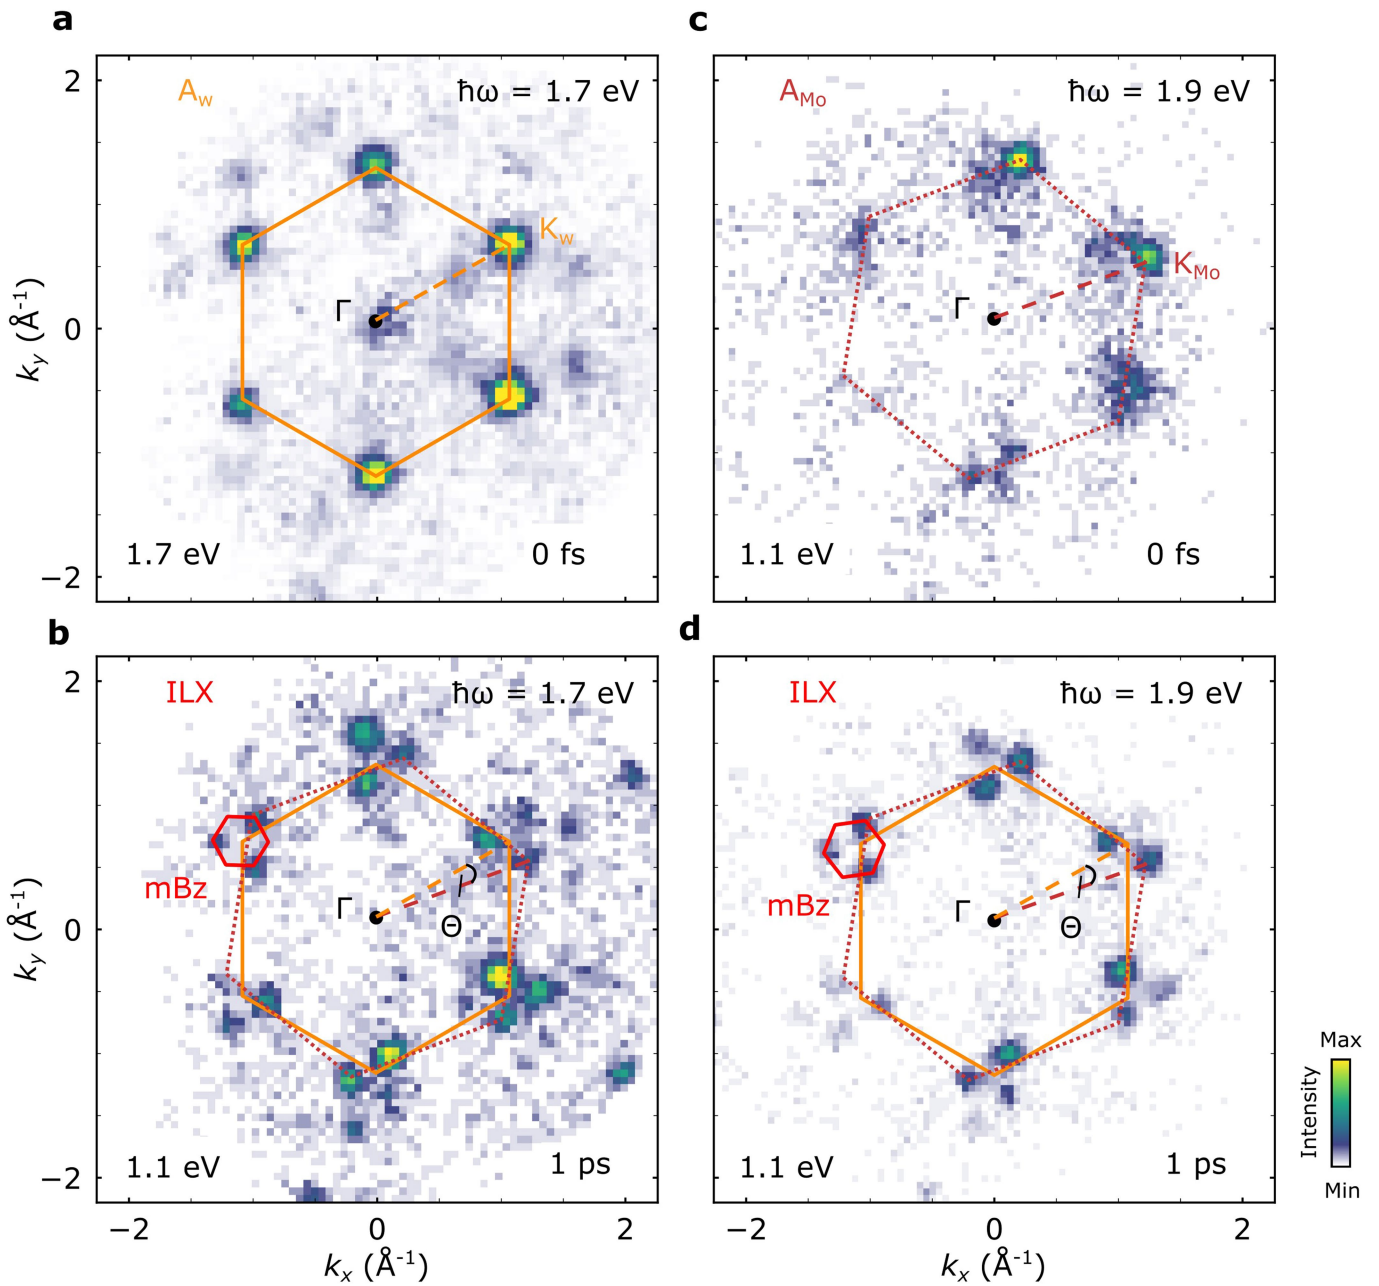 a
A_W
ħω = 1.7 eV
2
K_W
Γ
0
k_y (Å⁻¹)
1.7 eV
0 fs
−2
c
A_Mo
ħω = 1.9 eV
K_Mo
Γ
1.1 eV
0 fs
b
ILX
ħω = 1.7 eV
2
mBz
Γ
Θ
0
k_y (Å⁻¹)
1.1 eV
1 ps
−2
−2 0 2
k_x (Å⁻¹)
d
ILX
ħω = 1.9 eV
mBz
Γ
Θ
1.1 eV
1 ps
−2 0 2
k_x (Å⁻¹)
Max
Intensity
Min